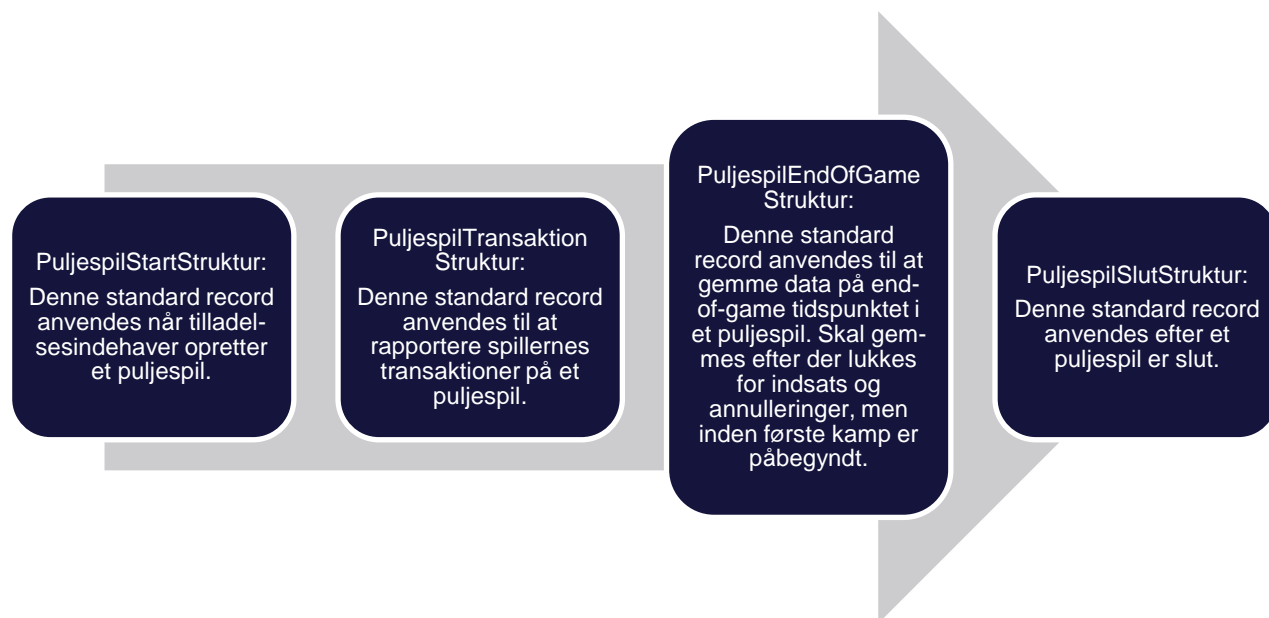 PuljespilStartStruktur:
Denne standard record
anvendes når tilladel-
sesindehaver opretter
et puljespil.
PuljespilTransaktion
Struktur:
Denne standard record
anvendes til at
rapportere spillernes
transaktioner på et
puljespil.
PuljespilEndOfGame
Struktur:
Denne standard
record anvendes til at
gemme data på end-
of-game tidspunktet i
et puljespil. Skal gem-
mes efter der lukkes
for indsats og
annulleringer, men
inden første kamp er
påbegyndt.
PuljespilSlutStruktur:
Denne standard record
anvendes efter et
puljespil er slut.